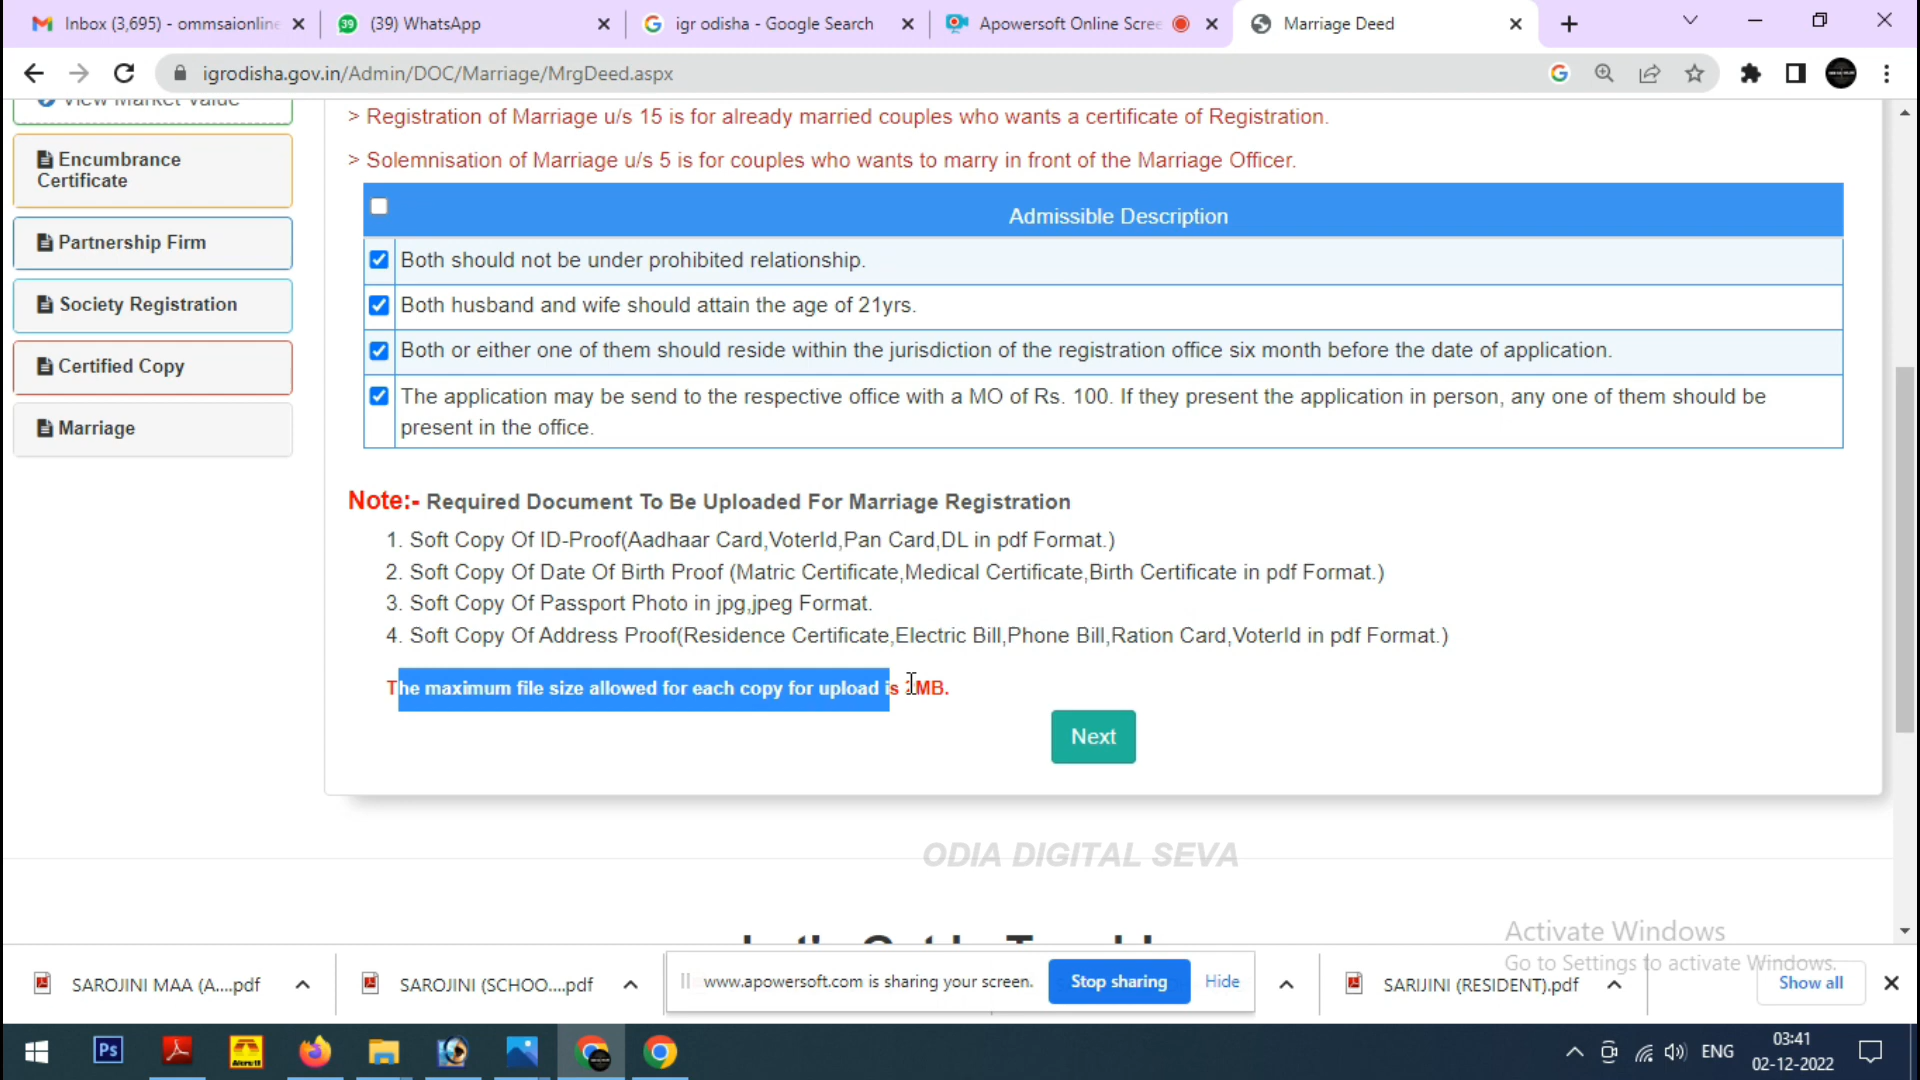 Inbox (3,695) - ommsaionline
(39) WhatsApp
igr odisha - Google Search
Apowersoft Online Scree
Marriage Deed
igrodisha.gov.in/Admin/DOC/Marriage/MrgDeed.aspx
View Market Value
Encumbrance
Certificate
Partnership Firm
Society Registration
Certified Copy
Marriage
> Registration of Marriage u/s 15 is for already married couples who wants a certificate of Registration.
> Solemnisation of Marriage u/s 5 is for couples who wants to marry in front of the Marriage Officer.
Admissible Description
Both should not be under prohibited relationship.
Both husband and wife should attain the age of 21yrs.
Both or either one of them should reside within the jurisdiction of the registration office six month before the date of application.
The application may be send to the respective office with a MO of Rs. 100. If they present the application in person, any one of them should be
present in the office.
Note:- Required Document To Be Uploaded For Marriage Registration
1. Soft Copy Of ID-Proof(Aadhaar Card,VoterId,Pan Card,DL in pdf Format.)
2. Soft Copy Of Date Of Birth Proof (Matric Certificate,Medical Certificate,Birth Certificate in pdf Format.)
3. Soft Copy Of Passport Photo in jpg,jpeg Format.
4. Soft Copy Of Address Proof(Residence Certificate,Electric Bill,Phone Bill,Ration Card,VoterId in pdf Format.)
The maximum file size allowed for each copy for upload is
Next
ODIA DIGITAL SEVA
Activate Windows
Go to Settings to activate Windows.
SAROJINI MAA (A....pdf
SAROJINI (SCHOO....pdf
www.apowersoft.com is sharing your screen.
Stop sharing
Hide
SARIJINI (RESIDENT).pdf
Show all
Ps
ENG
03:41
02-12-2022